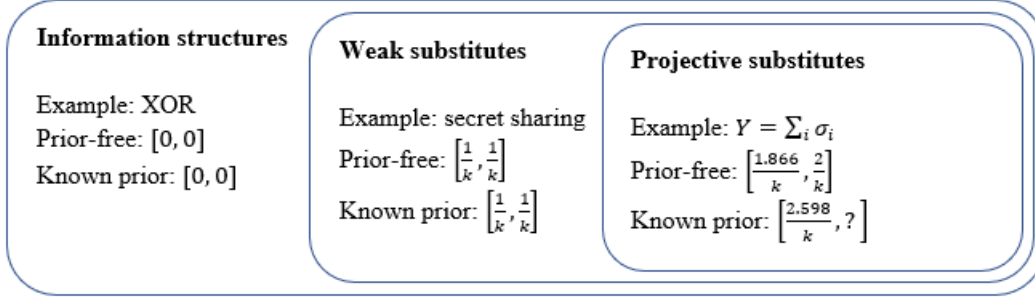 Information structures
Example: XOR
Prior-free: [0, 0]
Known prior: [0, 0]
Weak substitutes
Example: secret sharing
Prior-free: [1/k, 1/k]
Known prior: [1/k, 1/k]
Projective substitutes
Example: Y = ∑ᵢ σᵢ
Prior-free: [1.866/k, 2/k]
Known prior: [2.598/k, ?]